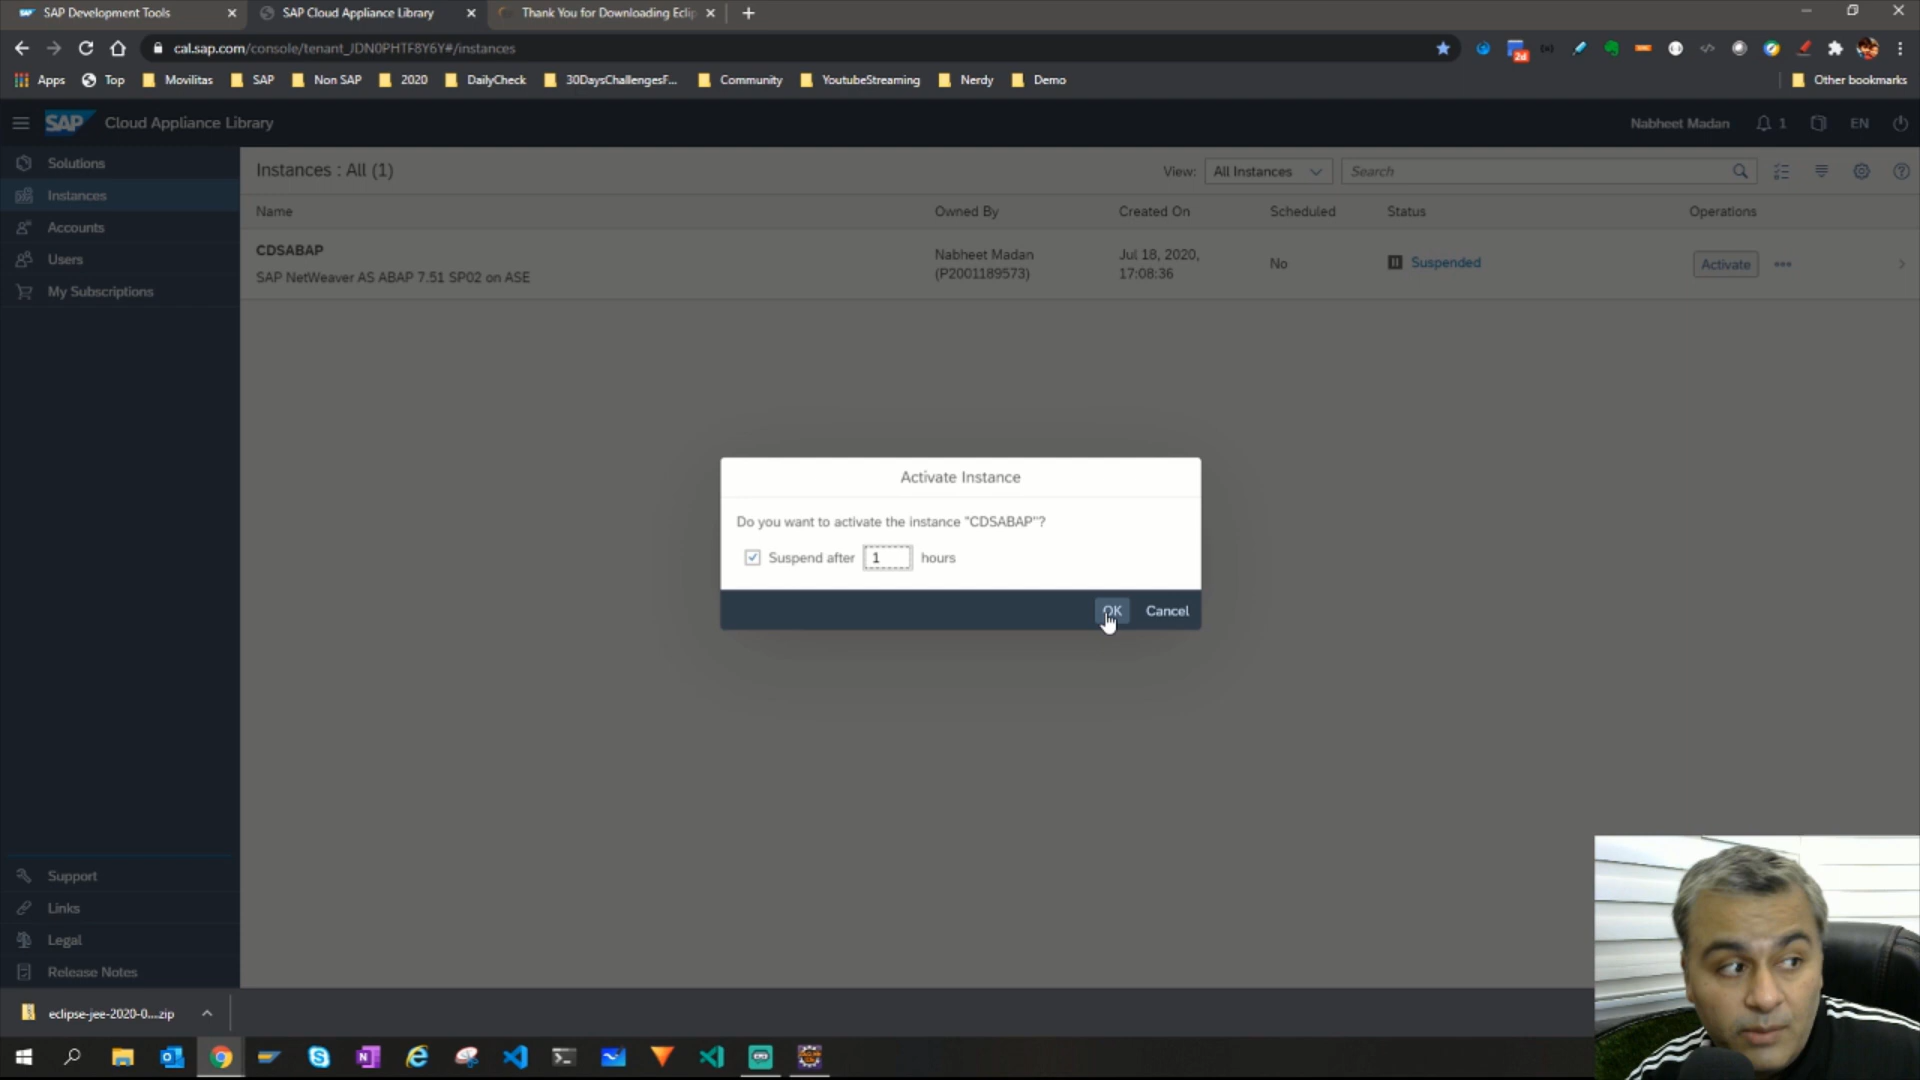 SAP Development Tools
SAP Cloud Appliance Library
Thank You for Downloading Ecli
cal.sap.com/console/tenant_JDN0PHTF8Y6Y#/instances
2d
Apps
Top
Movilitas
SAP
Non SAP
2020
DailyCheck
30DaysChallengesF...
Community
YoutubeStreaming
Nerdy
Demo
Other bookmarks
SAP Cloud Appliance Library
Nabheet Madan
1
EN
Solutions
Instances
Accounts
Users
My Subscriptions
Instances : All (1)
View: All Instances
Search
Name Owned By Created On Scheduled Status Operations
CDSABAP
SAP NetWeaver AS ABAP 7.51 SP02 on ASE
Nabheet Madan
(P2001189573)
Jul 18, 2020,
17:08:36
No
Suspended
Activate
Activate Instance
Do you want to activate the instance "CDSABAP"?
Suspend after 1 hours
OK Cancel
Support
Links
Legal
Release Notes
eclipse-jee-2020-0....zip